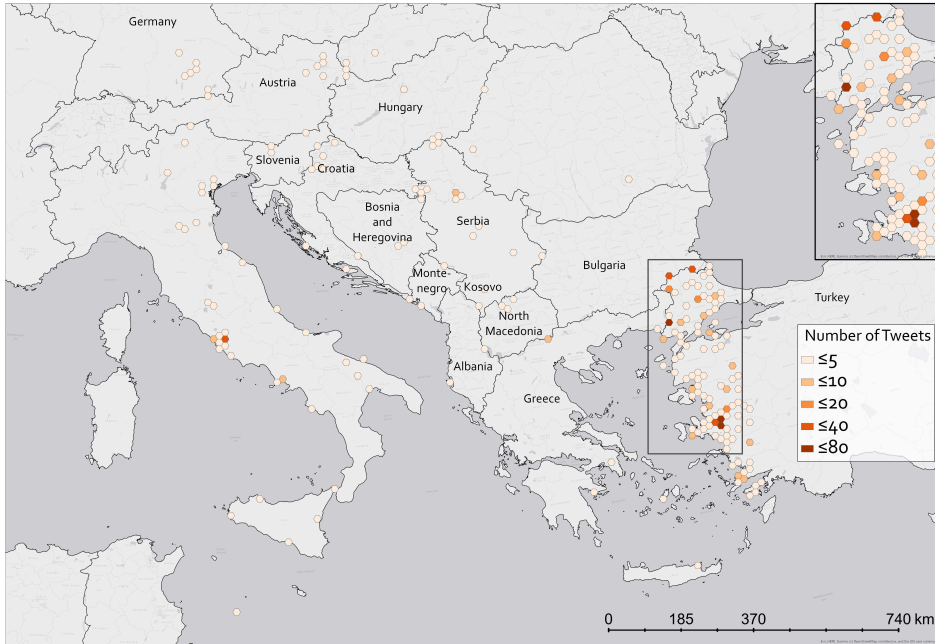 Germany
Austria
Hungary
Slovenia
Croatia
Bosnia
and
Heregovina
Serbia
Monte-
negro
Kosovo
Bulgaria
North
Macedonia
Albania
Greece
Turkey
Number of Tweets
≤5
≤10
≤20
≤40
≤80
0 185 370 740 km